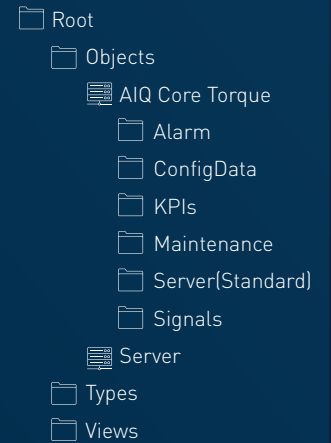 Root
Objects
AIQ Core Torque
Alarm
ConfigData
KPIs
Maintenance
Server(Standard)
Signals
Server
Types
Views